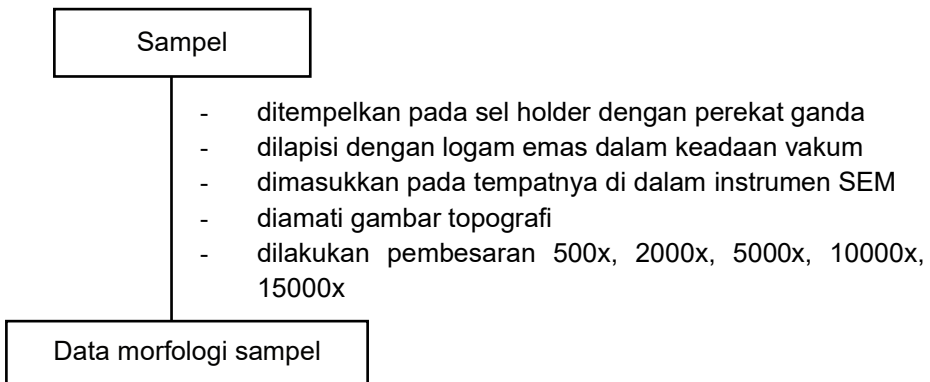 Sampel
- ditempelkan pada sel holder dengan perekat ganda
- dilapisi dengan logam emas dalam keadaan vakum
- dimasukkan pada tempatnya di dalam instrumen SEM
- diamati gambar topografi
- dilakukan pembesaran 500x, 2000x, 5000x, 10000x,
15000x
Data morfologi sampel